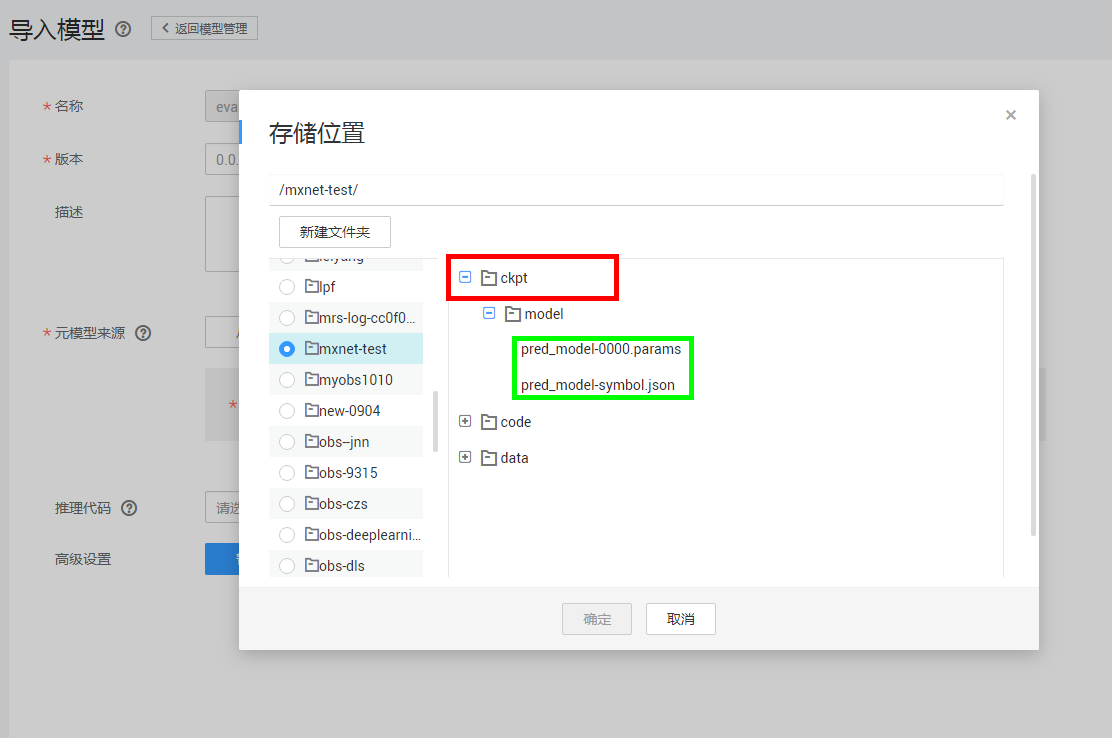 导入模型
返回模型管理
* 名称
eva
* 版本
0.0.
描述
* 元模型来源
*
推理代码
请选
高级设置
存储位置
/mxnet-test/
新建文件夹
leiyang
lpf
mrs-log-cc0f0...
mxnet-test
myobs1010
new-0904
obs--jnn
obs-9315
obs-czs
obs-deeplearni...
obs-dls
ckpt
model
pred_model-0000.params
pred_model-symbol.json
code
data
确定
取消